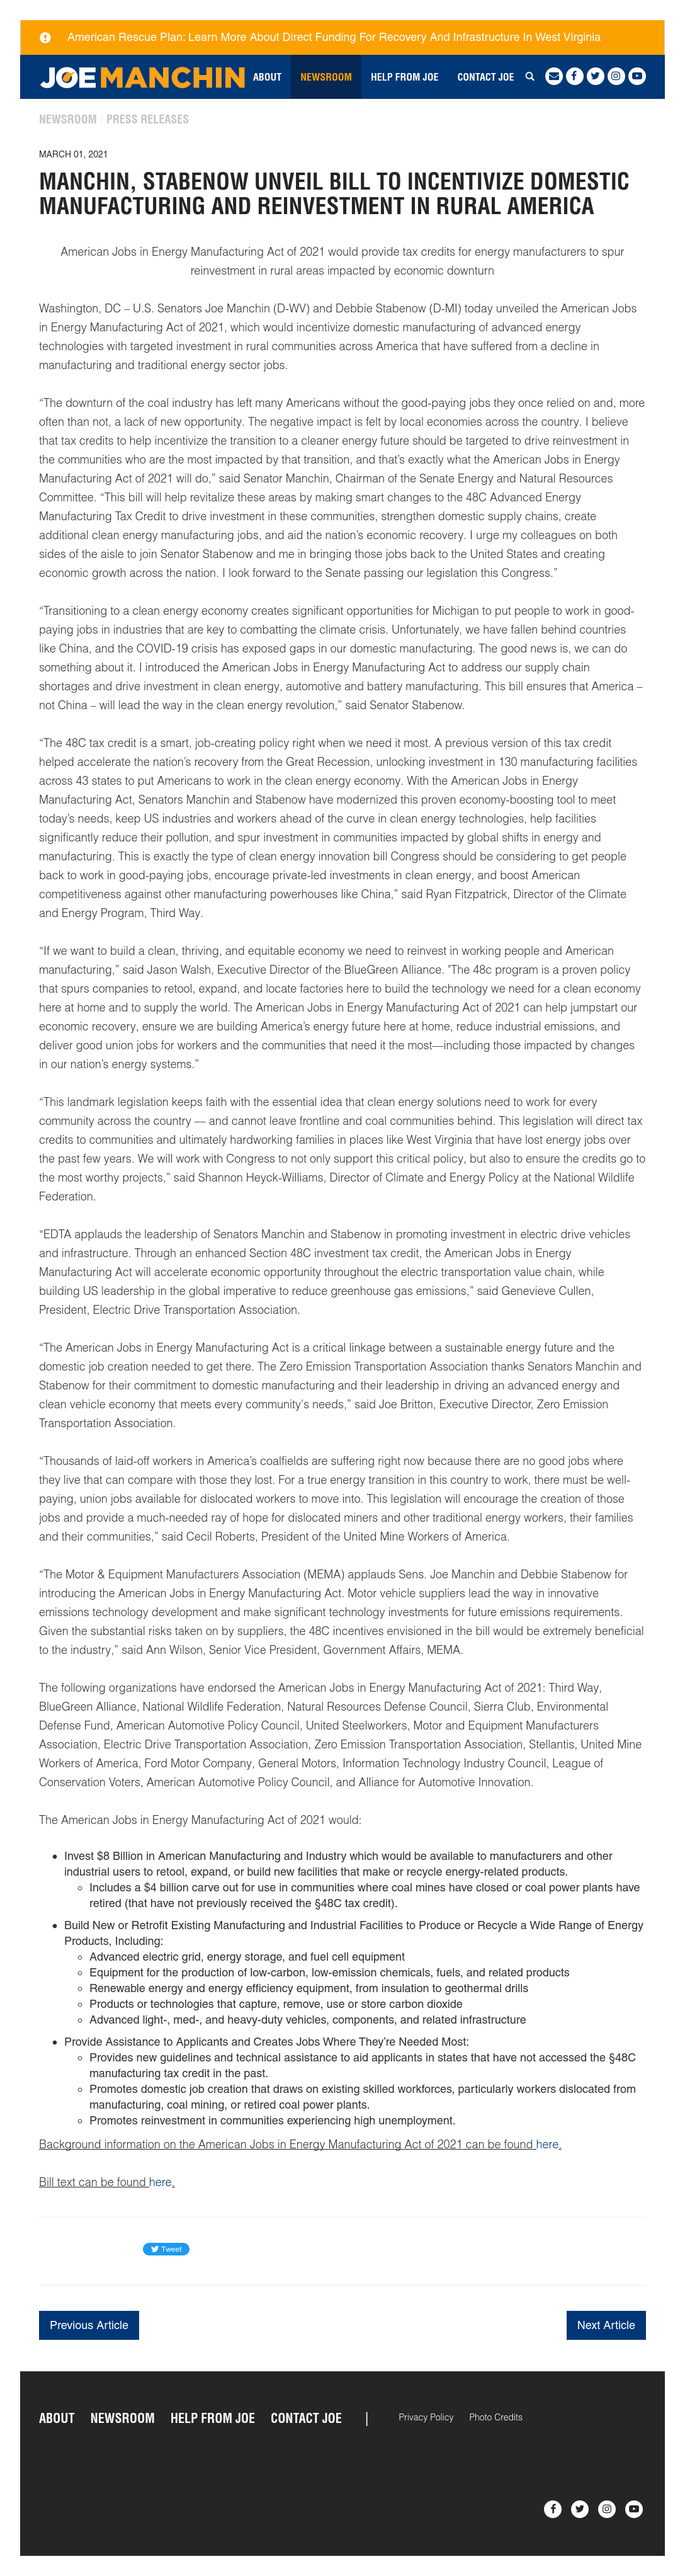 American Rescue Plan: Learn More About Direct Funding For Recovery And Infrastructure In West Virginia
JOE MANCHIN ABOUT NEWSROOM HELP FROM JOE CONTACT JOE
NEWSROOM / PRESS RELEASES
MARCH 01, 2021
MANCHIN, STABENOW UNVEIL BILL TO INCENTIVIZE DOMESTIC
MANUFACTURING AND REINVESTMENT IN RURAL AMERICA
American Jobs in Energy Manufacturing Act of 2021 would provide tax credits for energy manufacturers to spur
reinvestment in rural areas impacted by economic downturn
Washington, DC – U.S. Senators Joe Manchin (D-WV) and Debbie Stabenow (D-MI) today unveiled the American Jobs
in Energy Manufacturing Act of 2021, which would incentivize domestic manufacturing of advanced energy
technologies with targeted investment in rural communities across America that have suffered from a decline in
manufacturing and traditional energy sector jobs.
“The downturn of the coal industry has left many Americans without the good-paying jobs they once relied on and, more
often than not, a lack of new opportunity. The negative impact is felt by local economies across the country. I believe
that tax credits to help incentivize the transition to a cleaner energy future should be targeted to drive reinvestment in
the communities who are the most impacted by that transition, and that’s exactly what the American Jobs in Energy
Manufacturing Act of 2021 will do,” said Senator Manchin, Chairman of the Senate Energy and Natural Resources
Committee. “This bill will help revitalize these areas by making smart changes to the 48C Advanced Energy
Manufacturing Tax Credit to drive investment in these communities, strengthen domestic supply chains, create
additional clean energy manufacturing jobs, and aid the nation’s economic recovery. I urge my colleagues on both
sides of the aisle to join Senator Stabenow and me in bringing those jobs back to the United States and creating
economic growth across the nation. I look forward to the Senate passing our legislation this Congress.”
“Transitioning to a clean energy economy creates significant opportunities for Michigan to put people to work in good-
paying jobs in industries that are key to combatting the climate crisis. Unfortunately, we have fallen behind countries
like China, and the COVID-19 crisis has exposed gaps in our domestic manufacturing. The good news is, we can do
something about it. I introduced the American Jobs in Energy Manufacturing Act to address our supply chain
shortages and drive investment in clean energy, automotive and battery manufacturing. This bill ensures that America –
not China – will lead the way in the clean energy revolution,” said Senator Stabenow.
“The 48C tax credit is a smart, job-creating policy right when we need it most. A previous version of this tax credit
helped accelerate the nation’s recovery from the Great Recession, unlocking investment in 130 manufacturing facilities
across 43 states to put Americans to work in the clean energy economy. With the American Jobs in Energy
Manufacturing Act, Senators Manchin and Stabenow have modernized this proven economy-boosting tool to meet
today’s needs, keep US industries and workers ahead of the curve in clean energy technologies, help facilities
significantly reduce their pollution, and spur investment in communities impacted by global shifts in energy and
manufacturing. This is exactly the type of clean energy innovation bill Congress should be considering to get people
back to work in good-paying jobs, encourage private-led investments in clean energy, and boost American
competitiveness against other manufacturing powerhouses like China,” said Ryan Fitzpatrick, Director of the Climate
and Energy Program, Third Way.
“If we want to build a clean, thriving, and equitable economy we need to reinvest in working people and American
manufacturing,” said Jason Walsh, Executive Director of the BlueGreen Alliance. "The 48c program is a proven policy
that spurs companies to retool, expand, and locate factories here to build the technology we need for a clean economy
here at home and to supply the world. The American Jobs in Energy Manufacturing Act of 2021 can help jumpstart our
economic recovery, ensure we are building America’s energy future here at home, reduce industrial emissions, and
deliver good union jobs for workers and the communities that need it the most—including those impacted by changes
in our nation’s energy systems.”
“This landmark legislation keeps faith with the essential idea that clean energy solutions need to work for every
community across the country — and cannot leave frontline and coal communities behind. This legislation will direct tax
credits to communities and ultimately hardworking families in places like West Virginia that have lost energy jobs over
the past few years. We will work with Congress to not only support this critical policy, but also to ensure the credits go to
the most worthy projects,” said Shannon Heyck-Williams, Director of Climate and Energy Policy at the National Wildlife
Federation.
“EDTA applauds the leadership of Senators Manchin and Stabenow in promoting investment in electric drive vehicles
and infrastructure. Through an enhanced Section 48C investment tax credit, the American Jobs in Energy
Manufacturing Act will accelerate economic opportunity throughout the electric transportation value chain, while
building US leadership in the global imperative to reduce greenhouse gas emissions,” said Genevieve Cullen,
President, Electric Drive Transportation Association.
“The American Jobs in Energy Manufacturing Act is a critical linkage between a sustainable energy future and the
domestic job creation needed to get there. The Zero Emission Transportation Association thanks Senators Manchin and
Stabenow for their commitment to domestic manufacturing and their leadership in driving an advanced energy and
clean vehicle economy that meets every community's needs,” said Joe Britton, Executive Director, Zero Emission
Transportation Association.
“Thousands of laid-off workers in America’s coalfields are suffering right now because there are no good jobs where
they live that can compare with those they lost. For a true energy transition in this country to work, there must be well-
paying, union jobs available for dislocated workers to move into. This legislation will encourage the creation of those
jobs and provide a much-needed ray of hope for dislocated miners and other traditional energy workers, their families
and their communities,” said Cecil Roberts, President of the United Mine Workers of America.
“The Motor & Equipment Manufacturers Association (MEMA) applauds Sens. Joe Manchin and Debbie Stabenow for
introducing the American Jobs in Energy Manufacturing Act. Motor vehicle suppliers lead the way in innovative
emissions technology development and make significant technology investments for future emissions requirements.
Given the substantial risks taken on by suppliers, the 48C incentives envisioned in the bill would be extremely beneficial
to the industry,” said Ann Wilson, Senior Vice President, Government Affairs, MEMA.
The following organizations have endorsed the American Jobs in Energy Manufacturing Act of 2021: Third Way,
BlueGreen Alliance, National Wildlife Federation, Natural Resources Defense Council, Sierra Club, Environmental
Defense Fund, American Automotive Policy Council, United Steelworkers, Motor and Equipment Manufacturers
Association, Electric Drive Transportation Association, Zero Emission Transportation Association, Stellantis, United Mine
Workers of America, Ford Motor Company, General Motors, Information Technology Industry Council, League of
Conservation Voters, American Automotive Policy Council, and Alliance for Automotive Innovation.
The American Jobs in Energy Manufacturing Act of 2021 would:
• Invest $8 Billion in American Manufacturing and Industry which would be available to manufacturers and other
industrial users to retool, expand, or build new facilities that make or recycle energy-related products.
◦ Includes a $4 billion carve out for use in communities where coal mines have closed or coal power plants have
retired (that have not previously received the §48C tax credit).
• Build New or Retrofit Existing Manufacturing and Industrial Facilities to Produce or Recycle a Wide Range of Energy
Products, Including:
◦ Advanced electric grid, energy storage, and fuel cell equipment
◦ Equipment for the production of low-carbon, low-emission chemicals, fuels, and related products
◦ Renewable energy and energy efficiency equipment, from insulation to geothermal drills
◦ Products or technologies that capture, remove, use or store carbon dioxide
◦ Advanced light-, med-, and heavy-duty vehicles, components, and related infrastructure
• Provide Assistance to Applicants and Creates Jobs Where They’re Needed Most:
◦ Provides new guidelines and technical assistance to aid applicants in states that have not accessed the §48C
manufacturing tax credit in the past.
◦ Promotes domestic job creation that draws on existing skilled workforces, particularly workers dislocated from
manufacturing, coal mining, or retired coal power plants.
◦ Promotes reinvestment in communities experiencing high unemployment.
Background information on the American Jobs in Energy Manufacturing Act of 2021 can be found here.
Bill text can be found here.
Tweet
Previous Article Next Article
ABOUT NEWSROOM HELP FROM JOE CONTACT JOE | Privacy Policy Photo Credits